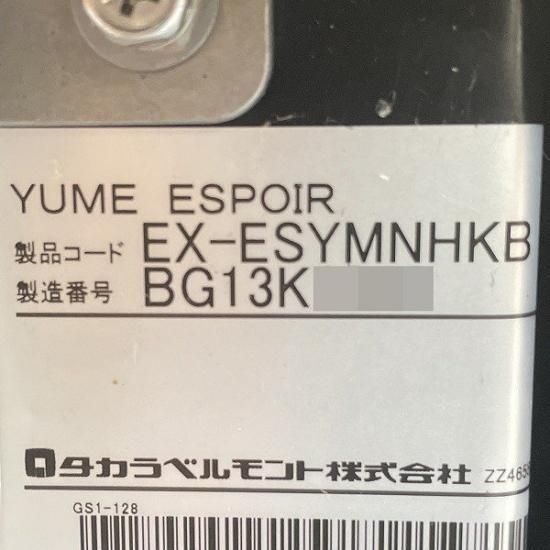 YUME ESPOIR
製品コード EX-ESYMNHKB
製造番号 BG13K
タカラベルモント株式会社 ZZ465
GS1-128